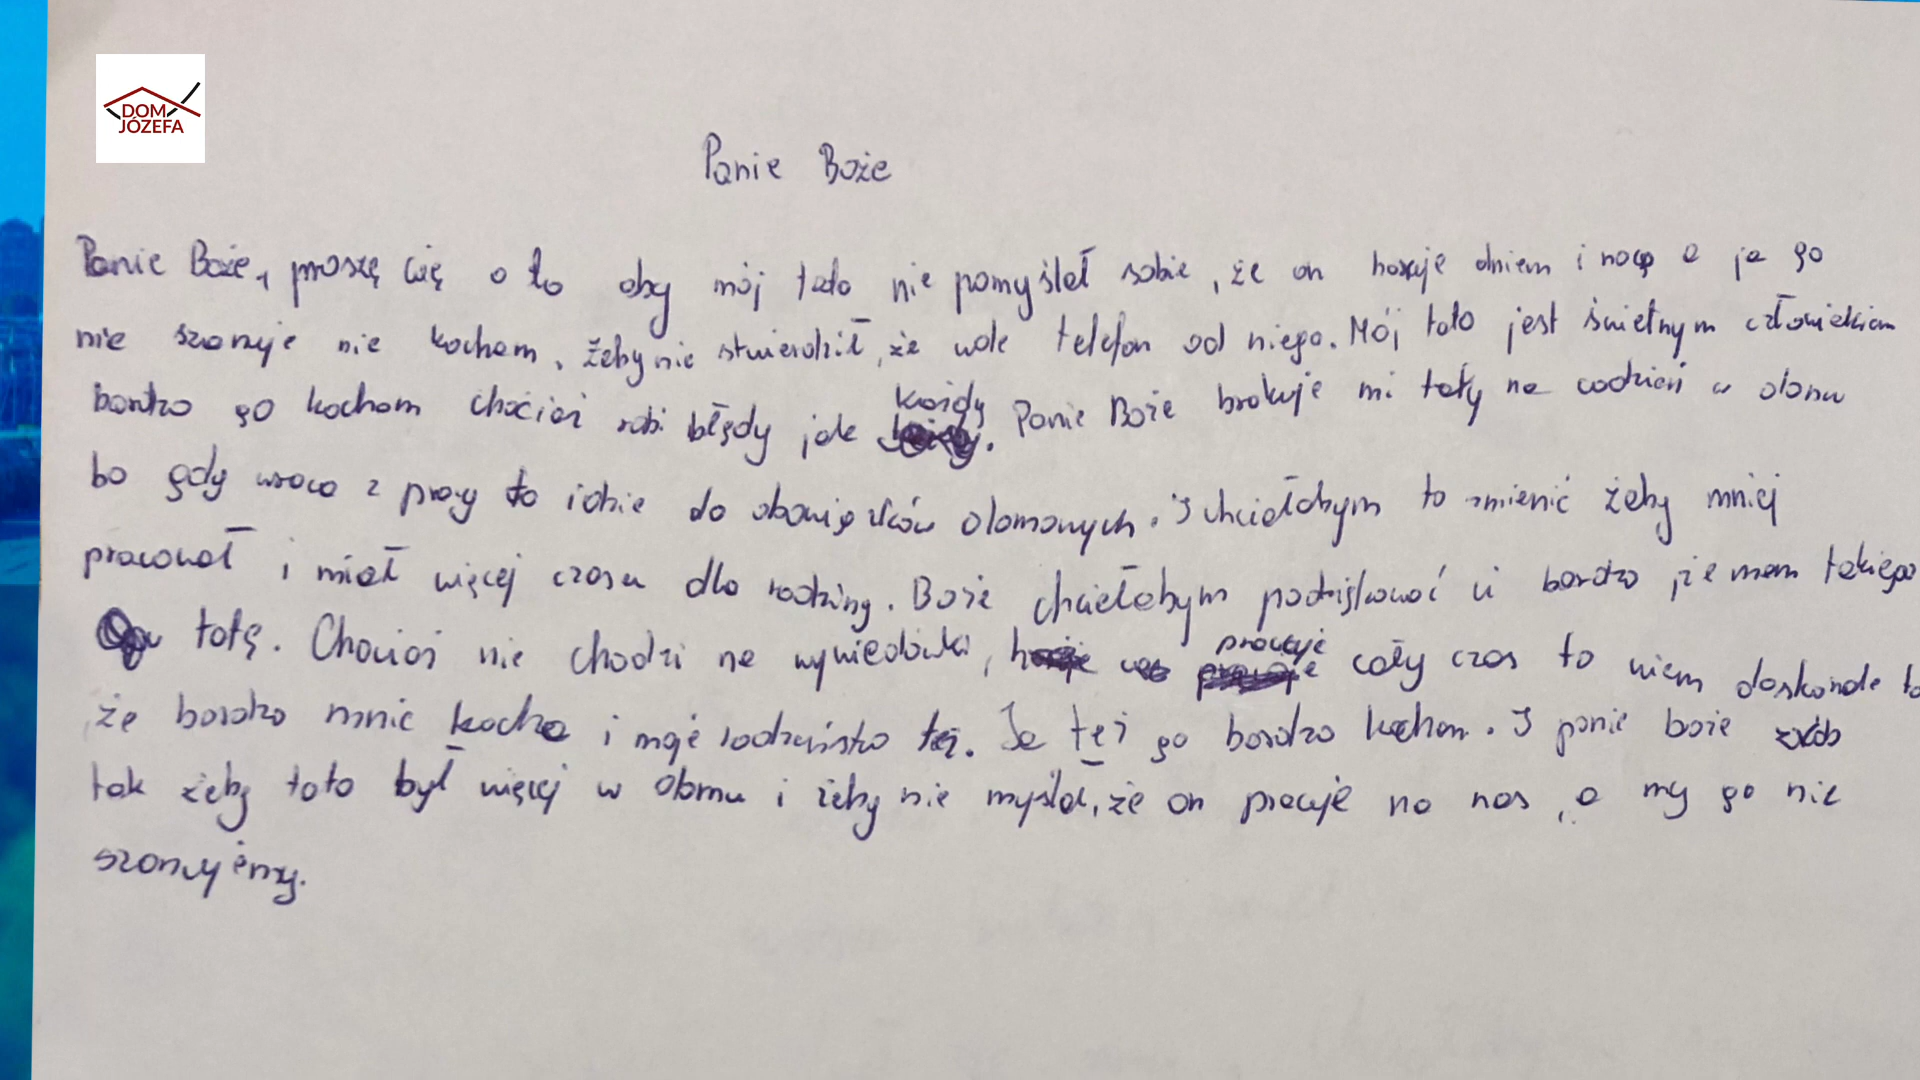 DOM
JÓZEFA
Panie Boże
Panie Boże, proszę cię o to aby mój tato nie pomyślał sobie, że on haruje dniem i nocą a ja go
nie szanuje nie kocham, żeby nie stwierdził, że wole telefon od niego. Mój tato jest świetnym człowiekiem
bardzo go kocham chociaż robi błędy jak każdy. Panie Boże brakuje mi taty na codzień w domu
bo gdy wraca z pracy to idzie do obowiązków domowych. I chciałabym to zmienić żeby mniej
pracował i miał więcej czasu dla rodziny. Boże chciałabym podziękować ci bardzo że mam takiego
tatę. Chociaż nie chodzi na wywiadówki, pracuje cały czas to wiem doskonale to
że bardzo mnie kocha i moje rodzeństwo też. Ja też go bardzo kocham. I panie boże zrób
tak żeby tato był więcej w domu i żeby nie myślał, że on pracuje na nas, a my go nie
szanujemy.